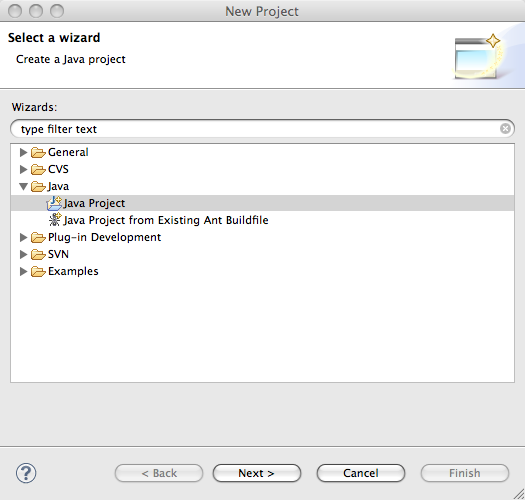 New Project
Select a wizard
Create a Java project
Wizards:
type filter text
General
CVS
Java
Java Project
Java Project from Existing Ant Buildfile
Plug-in Development
SVN
Examples
?
< Back
Next >
Cancel
Finish